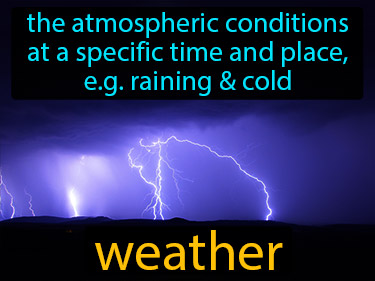 the atmospheric conditions
at a specific time and place,
e.g. raining & cold
weather